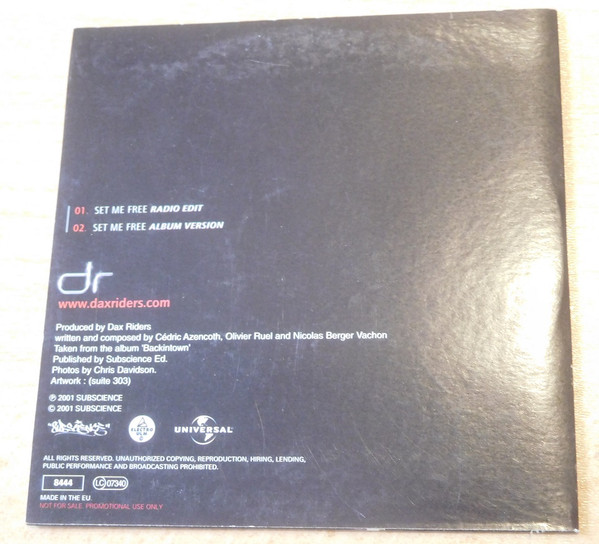 01. SET ME FREE RADIO EDIT
02. SET ME FREE ALBUM VERSION
dr
www.daxriders.com
Produced by Dax Riders
written and composed by Cédric Azencoth, Olivier Ruel and Nicolas Berger Vachon
Taken from the album 'Backintown'
Published by Subscience Ed.
Photos by Chris Davidson.
Artwork : (suite 303)
℗ 2001 SUBSCIENCE
© 2001 SUBSCIENCE
SUBSCIENCE
UNIVERSAL
ALL RIGHTS RESERVED. UNAUTHORIZED COPYING, REPRODUCTION, HIRING, LENDING,
PUBLIC PERFORMANCE AND BROADCASTING PROHIBITED.
8444 LC 07340
MADE IN THE EU
NOT FOR SALE. PROMOTIONAL USE ONLY